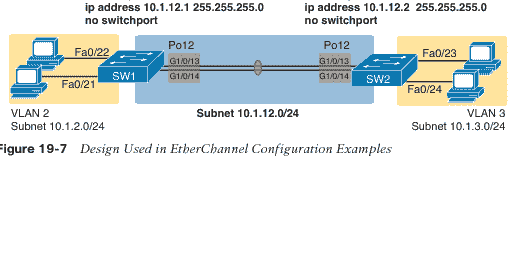 ip address 10.1.12.1 255.255.255.0
no switchport
ip address 10.1.12.2 255.255.255.0
no switchport
Po12
Po12
Fa0/22
G1/0/13
G1/0/13
Fa0/23
SW1
G1/0/14
G1/0/14
SW2
Fa0/21
Fa0/24
VLAN 2
Subnet 10.1.2.0/24
Subnet 10.1.12.0/24
VLAN 3
Subnet 10.1.3.0/24
Figure 19-7 Design Used in EtherChannel Configuration Examples